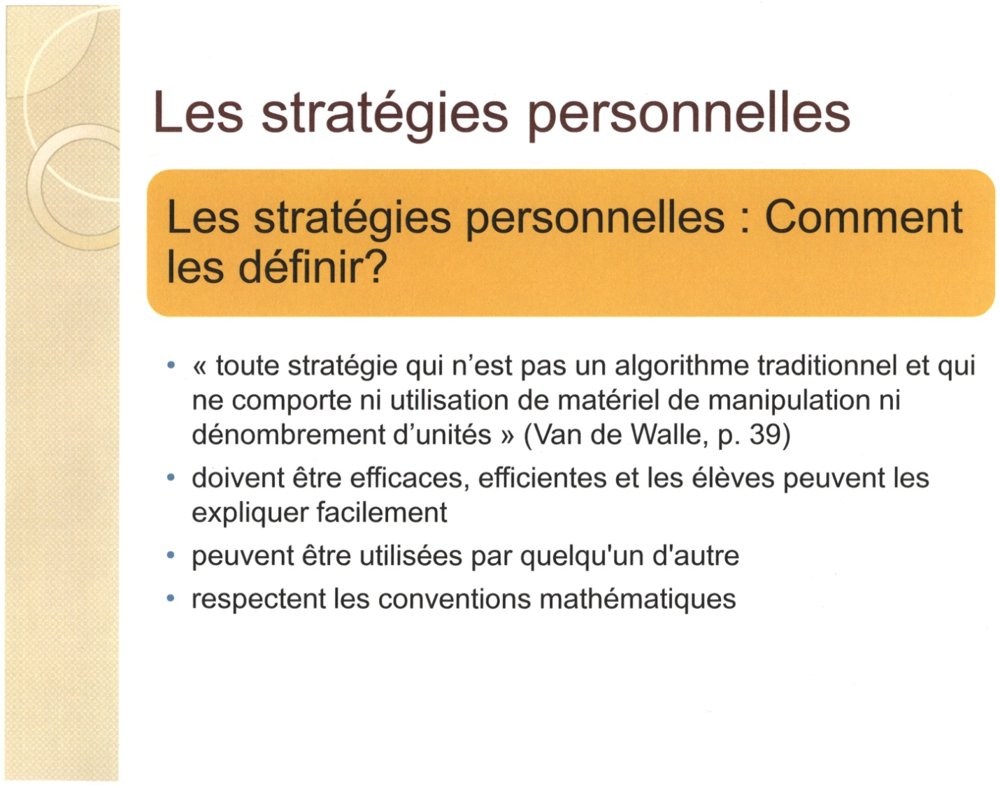 Les stratégies personnelles
Les stratégies personnelles : Comment
les définir?
• « toute stratégie qui n’est pas un algorithme traditionnel et qui
ne comporte ni utilisation de matériel de manipulation ni
dénombrement d’unités » (Van de Walle, p. 39)
• doivent être efficaces, efficientes et les élèves peuvent les
expliquer facilement
• peuvent être utilisées par quelqu'un d'autre
• respectent les conventions mathématiques